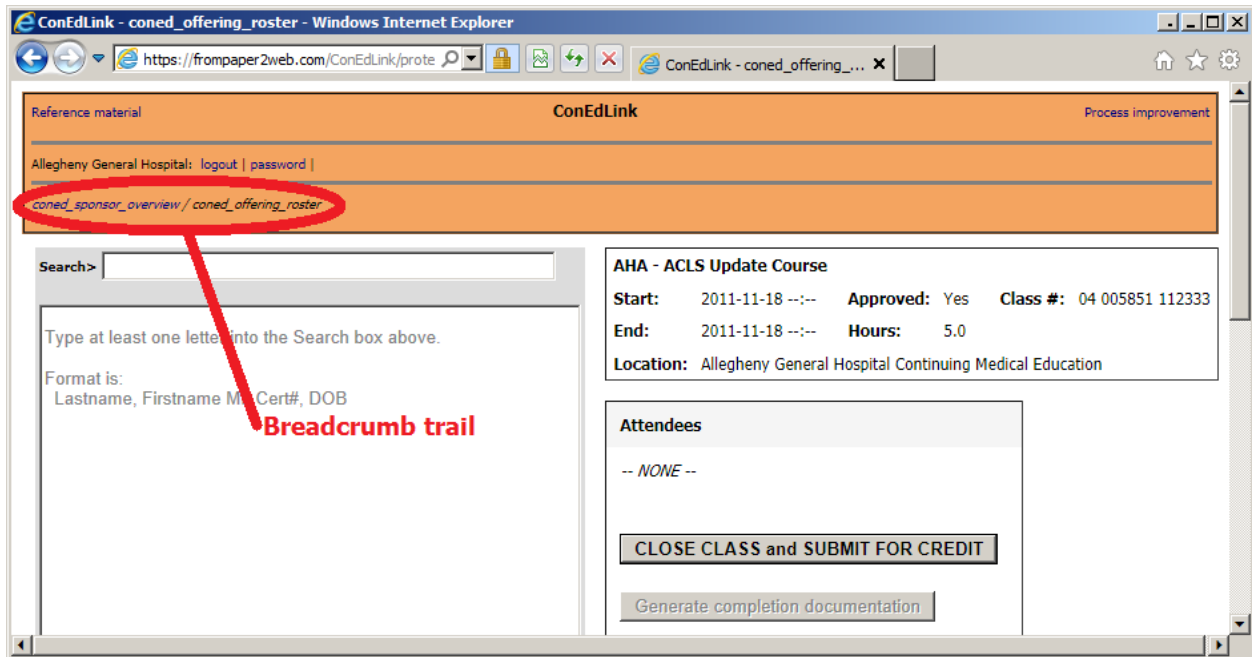 ConEdLink - coned_offering_roster - Windows Internet Explorer
https://frompaper2web.com/ConEdLink/prote
ConEdLink - coned_offering_...
Reference material
ConEdLink
Process improvement
Allegheny General Hospital: logout | password |
coned_sponsor_overview / coned_offering_roster
Search>
Type at least one letter into the Search box above.
Format is:
Lastname, Firstname MI, Cert#, DOB
Breadcrumb trail
AHA - ACLS Update Course
Start: 2011-11-18 --:-- Approved: Yes Class #: 04 005851 112333
End: 2011-11-18 --:-- Hours: 5.0
Location: Allegheny General Hospital Continuing Medical Education
Attendees
-- NONE --
CLOSE CLASS and SUBMIT FOR CREDIT
Generate completion documentation